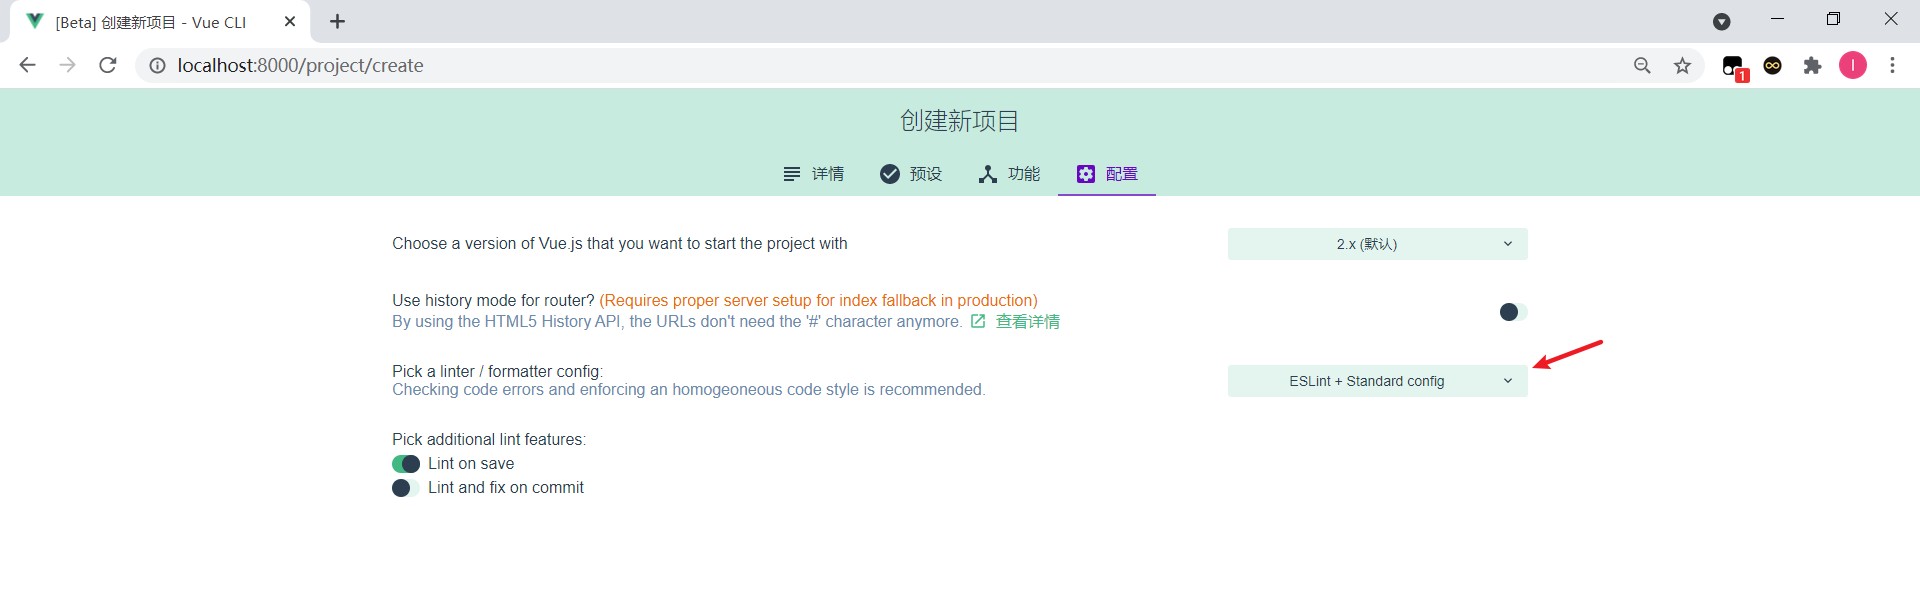 [Beta] 创建新项目 - Vue CLI
localhost:8000/project/create
1
I
创建新项目
详情 预设 功能 配置
Choose a version of Vue.js that you want to start the project with
2.x (默认)
Use history mode for router? (Requires proper server setup for index fallback in production)
By using the HTML5 History API, the URLs don't need the '#' character anymore. 查看详情
Pick a linter / formatter config:
Checking code errors and enforcing an homogeoneous code style is recommended.
ESLint + Standard config
Pick additional lint features:
Lint on save
Lint and fix on commit